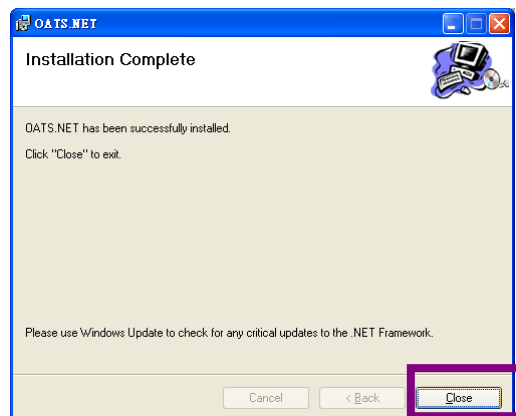 OATS.NET
Installation Complete
OATS.NET has been successfully installed.
Click "Close" to exit.
Please use Windows Update to check for any critical updates to the .NET Framework.
Cancel
< Back
Close